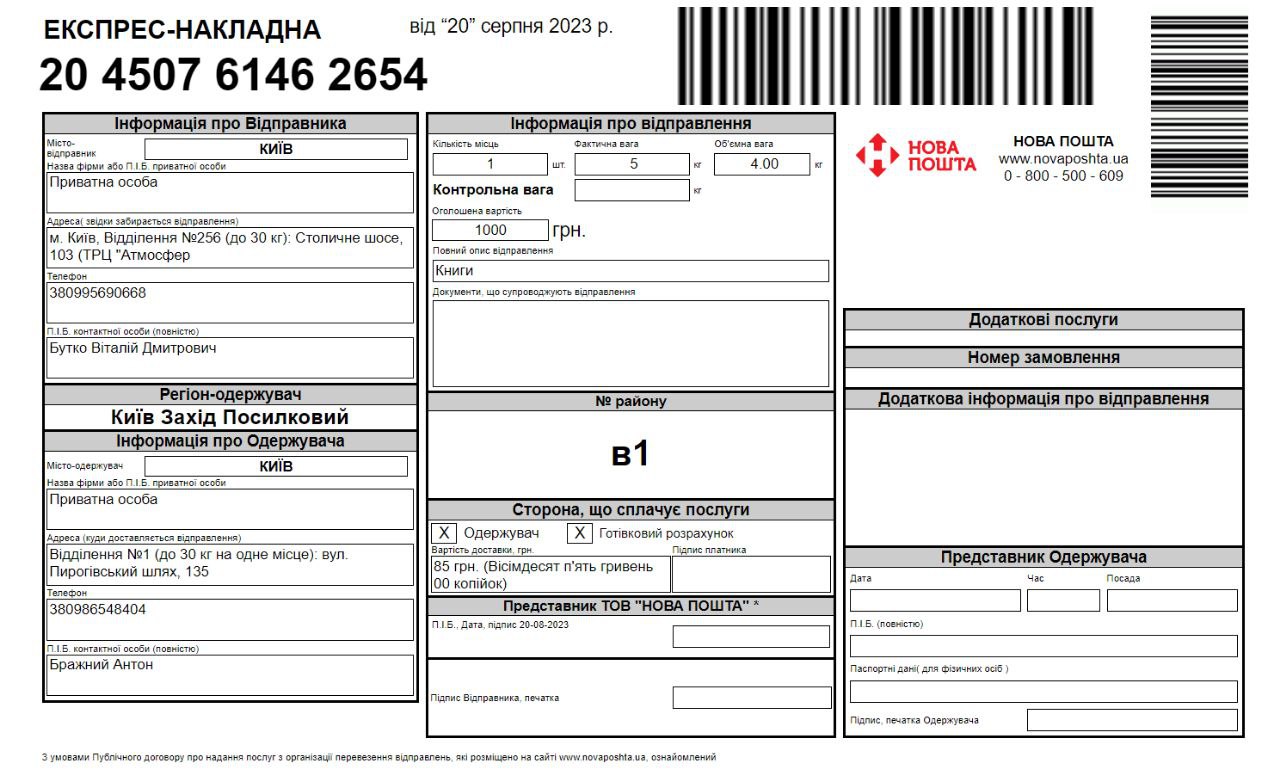 ЕКСПРЕС-НАКЛАДНА
від “20” серпня 2023 р.
20 4507 6146 2654
Інформація про Відправника
Місто-
відправник
КИЇВ
Назва фірми або П.І.Б. приватної особи
Приватна особа
Адреса( звідки забирається відправлення)
м. Київ, Відділення №256 (до 30 кг): Столичне шосе,
103 (ТРЦ "Атмосфер
Телефон
380995690668
П.І.Б. контактної особи (повністю)
Бутко Віталій Дмитрович
Регіон-одержувач
Київ Захід Посилковий
Інформація про Одержувача
Місто-одержувач КИЇВ
Назва фірми або П.І.Б. приватної особи
Приватна особа
Адреса (куди доставляється відправлення)
Відділення №1 (до 30 кг на одне місце): вул.
Пирогівський шлях, 135
Телефон
380986548404
П.І.Б. контактної особи (повністю)
Бражний Антон
Інформація про відправлення
Кількість місць Фактична вага Об'ємна вага
1 шт. 5 кг 4.00 кг
Контрольна вага кг
Оголошена вартість
1000 грн.
Повний опис відправлення
Книги
Документи, що супроводжують відправлення
№ району
в1
Сторона, що сплачує послуги
X Одержувач X Готівковий розрахунок
Вартість доставки, грн. Підпис платника
85 грн. (Вісімдесят п'ять гривень
00 копійок)
Представник ТОВ "НОВА ПОШТА" *
П.І.Б., Дата, підпис 20-08-2023
Підпис Відправника, печатка
НОВА
ПОШТА
НОВА ПОШТА
www.novaposhta.ua
0 - 800 - 500 - 609
Додаткові послуги
Номер замовлення
Додаткова інформація про відправлення
Представник Одержувача
Дата Час Посада
П.І.Б. (повністю)
Паспортні дані( для фізичних осіб )
Підпис, печатка Одержувача
З умовами Публічного договору про надання послуг з організації перевезення відправлень, які розміщено на сайті www.novaposhta.ua, ознайомлений